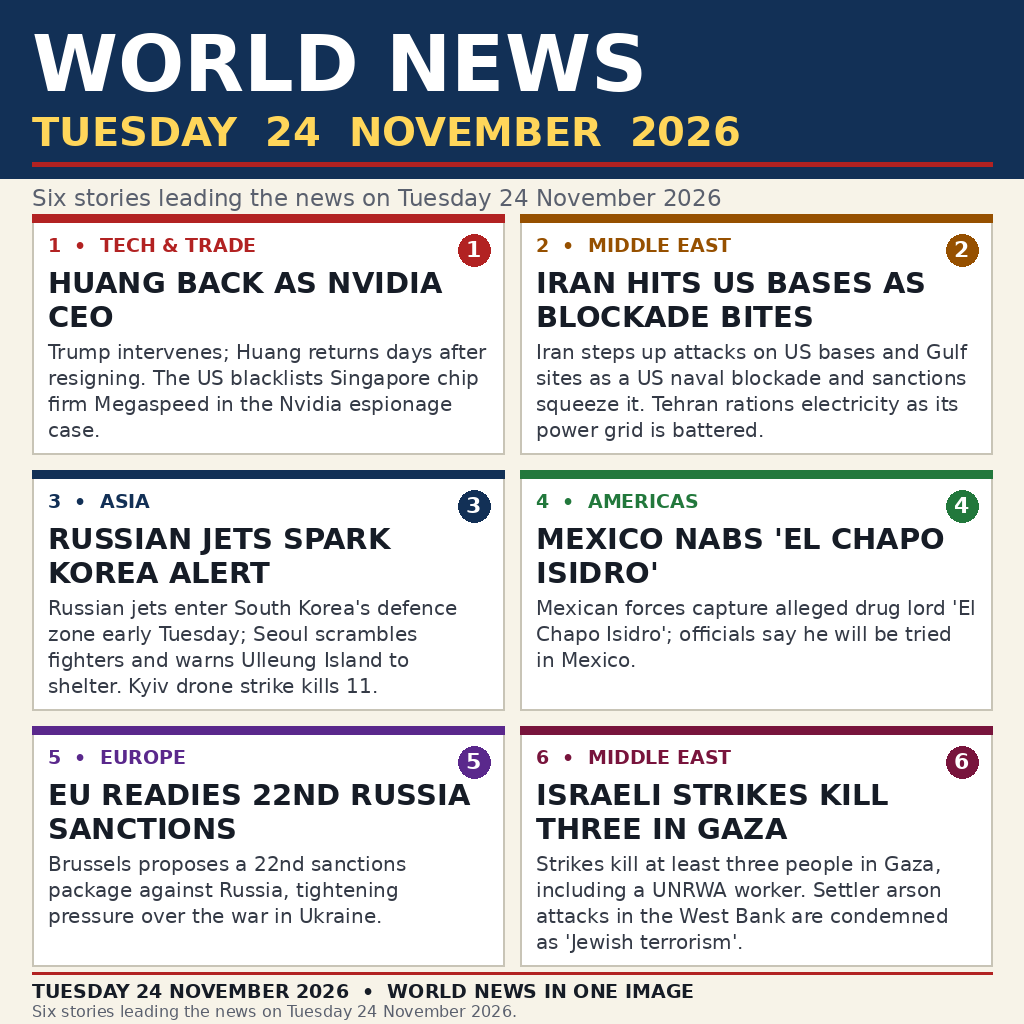 WORLD NEWS
TUESDAY 24 NOVEMBER 2026
Six stories leading the news on Tuesday 24 November 2026
1 • TECH & TRADE
1
HUANG BACK AS NVIDIA
CEO
Trump intervenes; Huang returns days after
resigning. The US blacklists Singapore chip
firm Megaspeed in the Nvidia espionage
case.
2 • MIDDLE EAST
2
IRAN HITS US BASES AS
BLOCKADE BITES
Iran steps up attacks on US bases and Gulf
sites as a US naval blockade and sanctions
squeeze it. Tehran rations electricity as its
power grid is battered.
3 • ASIA
3
RUSSIAN JETS SPARK
KOREA ALERT
Russian jets enter South Korea's defence
zone early Tuesday; Seoul scrambles
fighters and warns Ulleung Island to
shelter. Kyiv drone strike kills 11.
4 • AMERICAS
4
MEXICO NABS 'EL CHAPO
ISIDRO'
Mexican forces capture alleged drug lord 'El
Chapo Isidro'; officials say he will be tried
in Mexico.
5 • EUROPE
5
EU READIES 22ND RUSSIA
SANCTIONS
Brussels proposes a 22nd sanctions
package against Russia, tightening
pressure over the war in Ukraine.
6 • MIDDLE EAST
6
ISRAELI STRIKES KILL
THREE IN GAZA
Strikes kill at least three people in Gaza,
including a UNRWA worker. Settler arson
attacks in the West Bank are condemned
as 'Jewish terrorism'.
TUESDAY 24 NOVEMBER 2026 • WORLD NEWS IN ONE IMAGE
Six stories leading the news on Tuesday 24 November 2026.